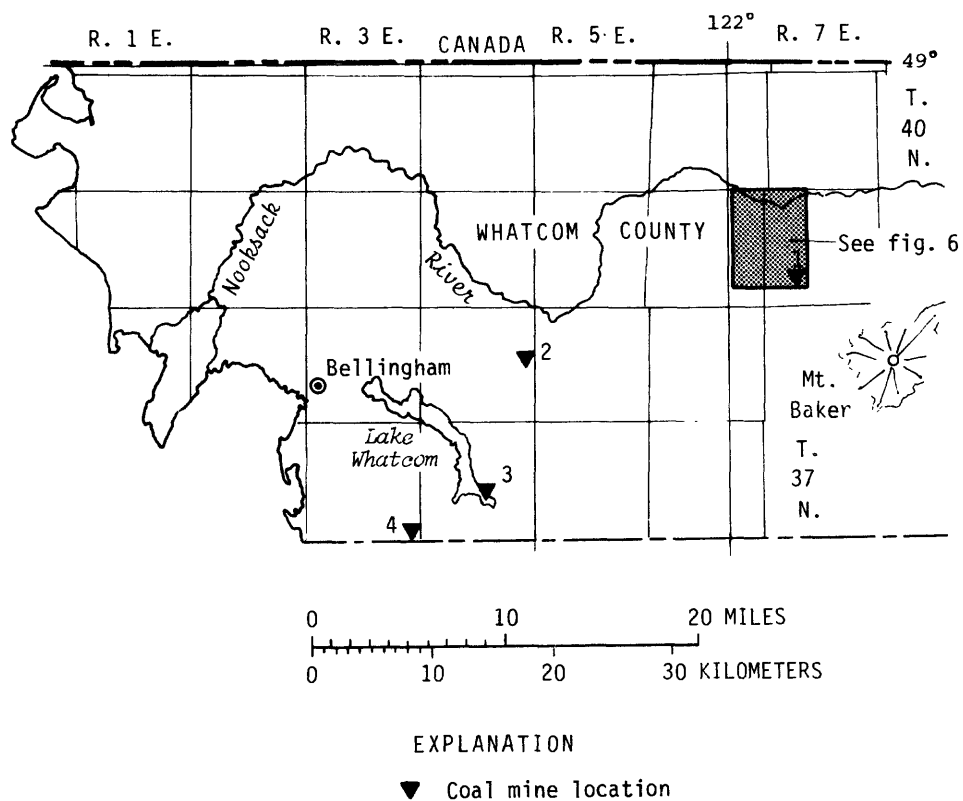 R. 1 E.
R. 3 E.
CANADA
R. 5 E.
122°
R. 7 E.
49°
T.
40
N.
Nooksack
River
WHATCOM COUNTY
See fig. 6
1
2
Bellingham
Mt.
Baker
Lake
Whatcom
T.
37
N.
3
4
0 10 20 MILES
0 10 20 30 KILOMETERS
EXPLANATION
Coal mine location